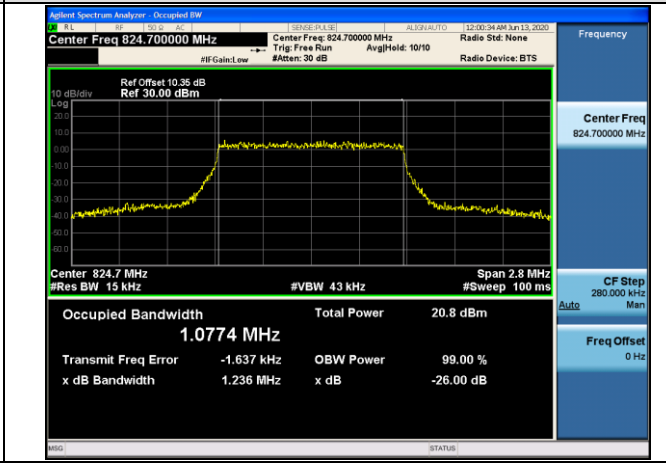 Agilent Spectrum Analyzer - Occupied BW
RL RF 50 Ω AC SENSE:PULSE ALIGNAUTO 12:00:34 AM Jun 13, 2020
Center Freq 824.700000 MHz Center Freq: 824.700000 MHz Radio Std: None
Trig: Free Run Avg|Hold: 10/10
#IFGain:Low #Atten: 30 dB Radio Device: BTS
Frequency
Ref Offset 10.35 dB
10 dB/div Ref 30.00 dBm
Log
20.0
10.0
0.00
-10.0
-20.0
-30.0
-40.0
-50.0
-60.0
Center 824.7 MHz Span 2.8 MHz
#Res BW 15 kHz #VBW 43 kHz #Sweep 100 ms
Occupied Bandwidth Total Power 20.8 dBm
1.0774 MHz
Transmit Freq Error -1.637 kHz OBW Power 99.00 %
x dB Bandwidth 1.236 MHz x dB -26.00 dB
Center Freq
824.700000 MHz
CF Step
280.000 kHz
Auto Man
Freq Offset
0 Hz
MSG STATUS